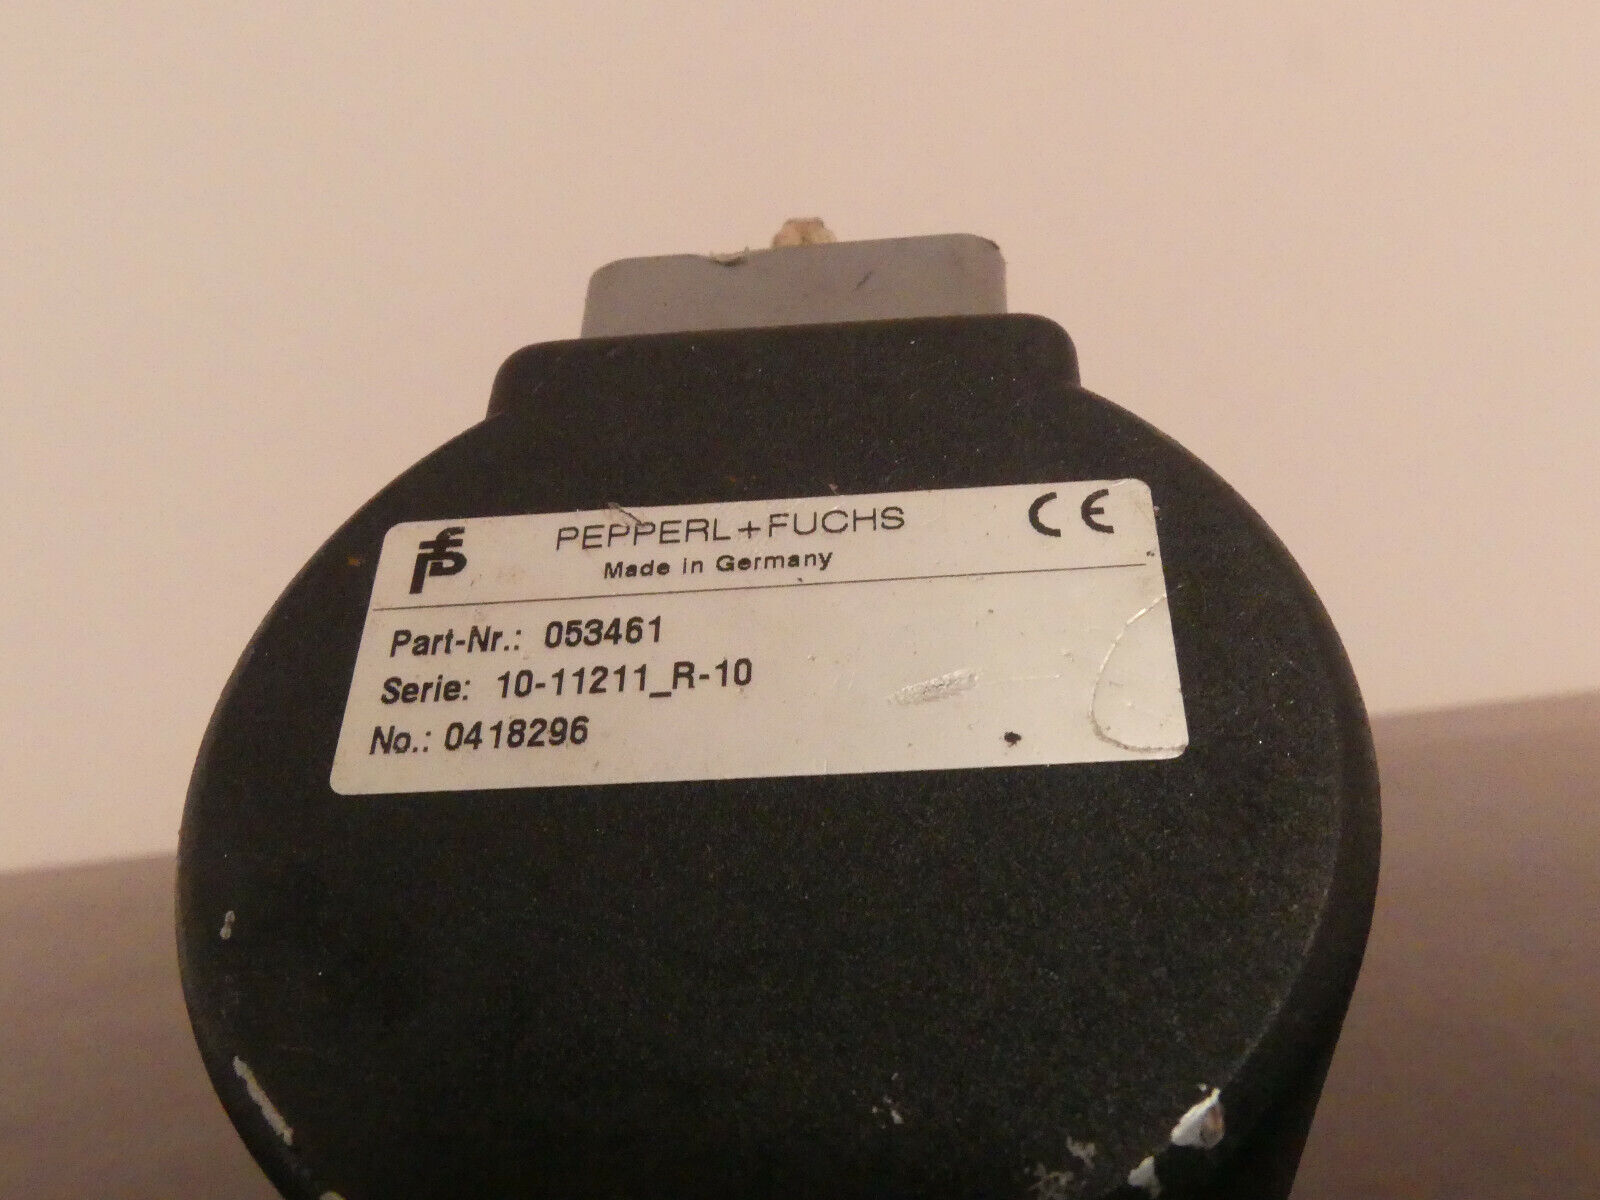 PEPPERL+FUCHS CE
Made in Germany
Part-Nr.: 053461
Serie: 10-11211_R-10
No.: 0418296